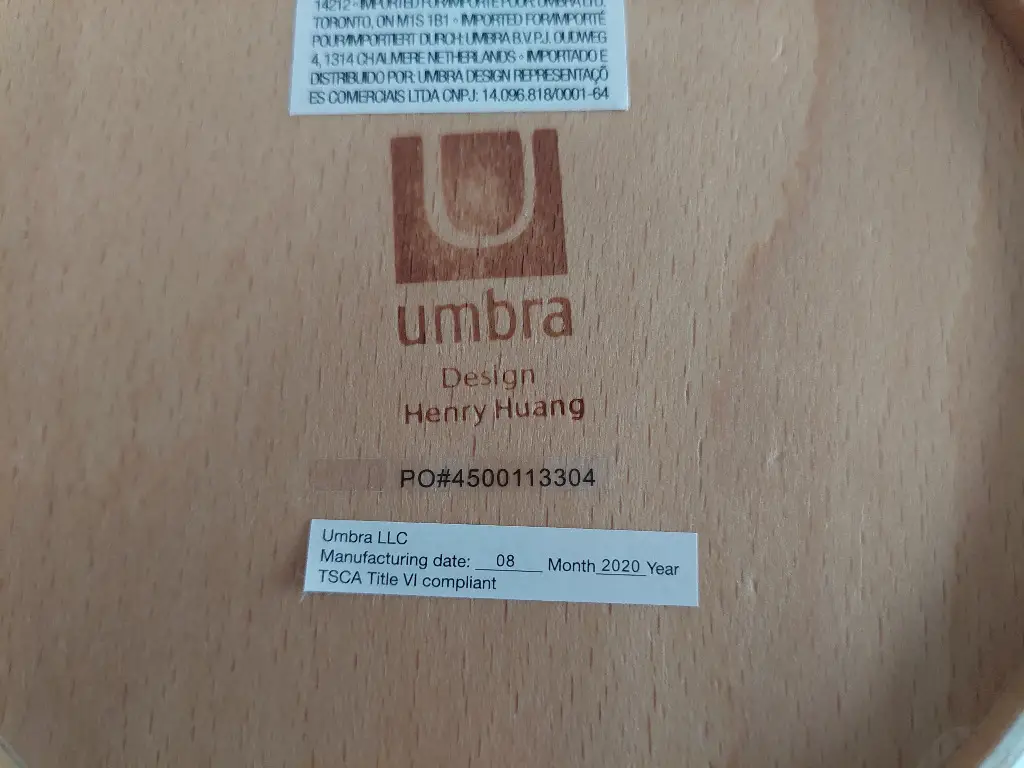 14212 • IMPORTED FOR/IMPORTÉ POUR: UMBRA LTD.
TORONTO, ON M1S 1B1 • IMPORTED FOR/IMPORTÉ
POUR/IMPORTIERT DURCH: UMBRA B.V. P.J. OUDWEG
4, 1314 CH ALMERE NETHERLANDS • IMPORTADO E
DISTRIBUIDO POR: UMBRA DESIGN REPRESENTAÇÕ
ES COMERCIAIS LTDA CNPJ: 14.096.818/0001-64
umbra
Design
Henry Huang
PO#4500113304
Umbra LLC
Manufacturing date: 08 Month 2020 Year
TSCA Title VI compliant